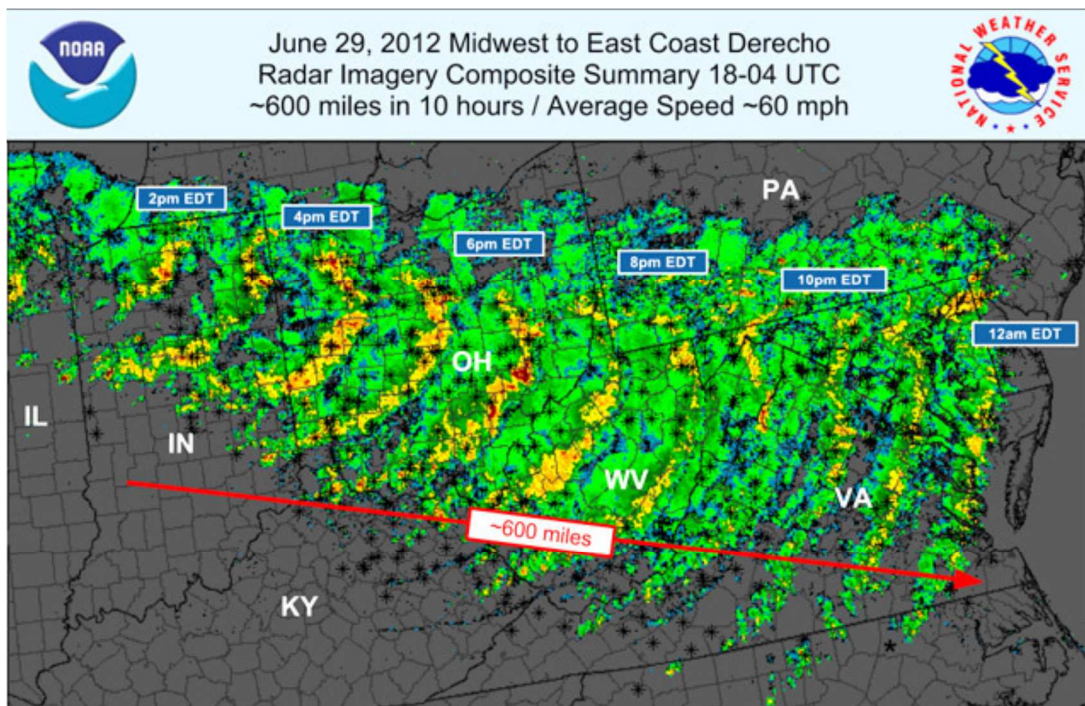 NOAA
June 29, 2012 Midwest to East Coast Derecho
Radar Imagery Composite Summary 18-04 UTC
~600 miles in 10 hours / Average Speed ~60 mph
NATIONAL WEATHER SERVICE
2pm EDT
4pm EDT
6pm EDT
8pm EDT
10pm EDT
12am EDT
PA
OH
IL
IN
WV
VA
~600 miles
KY